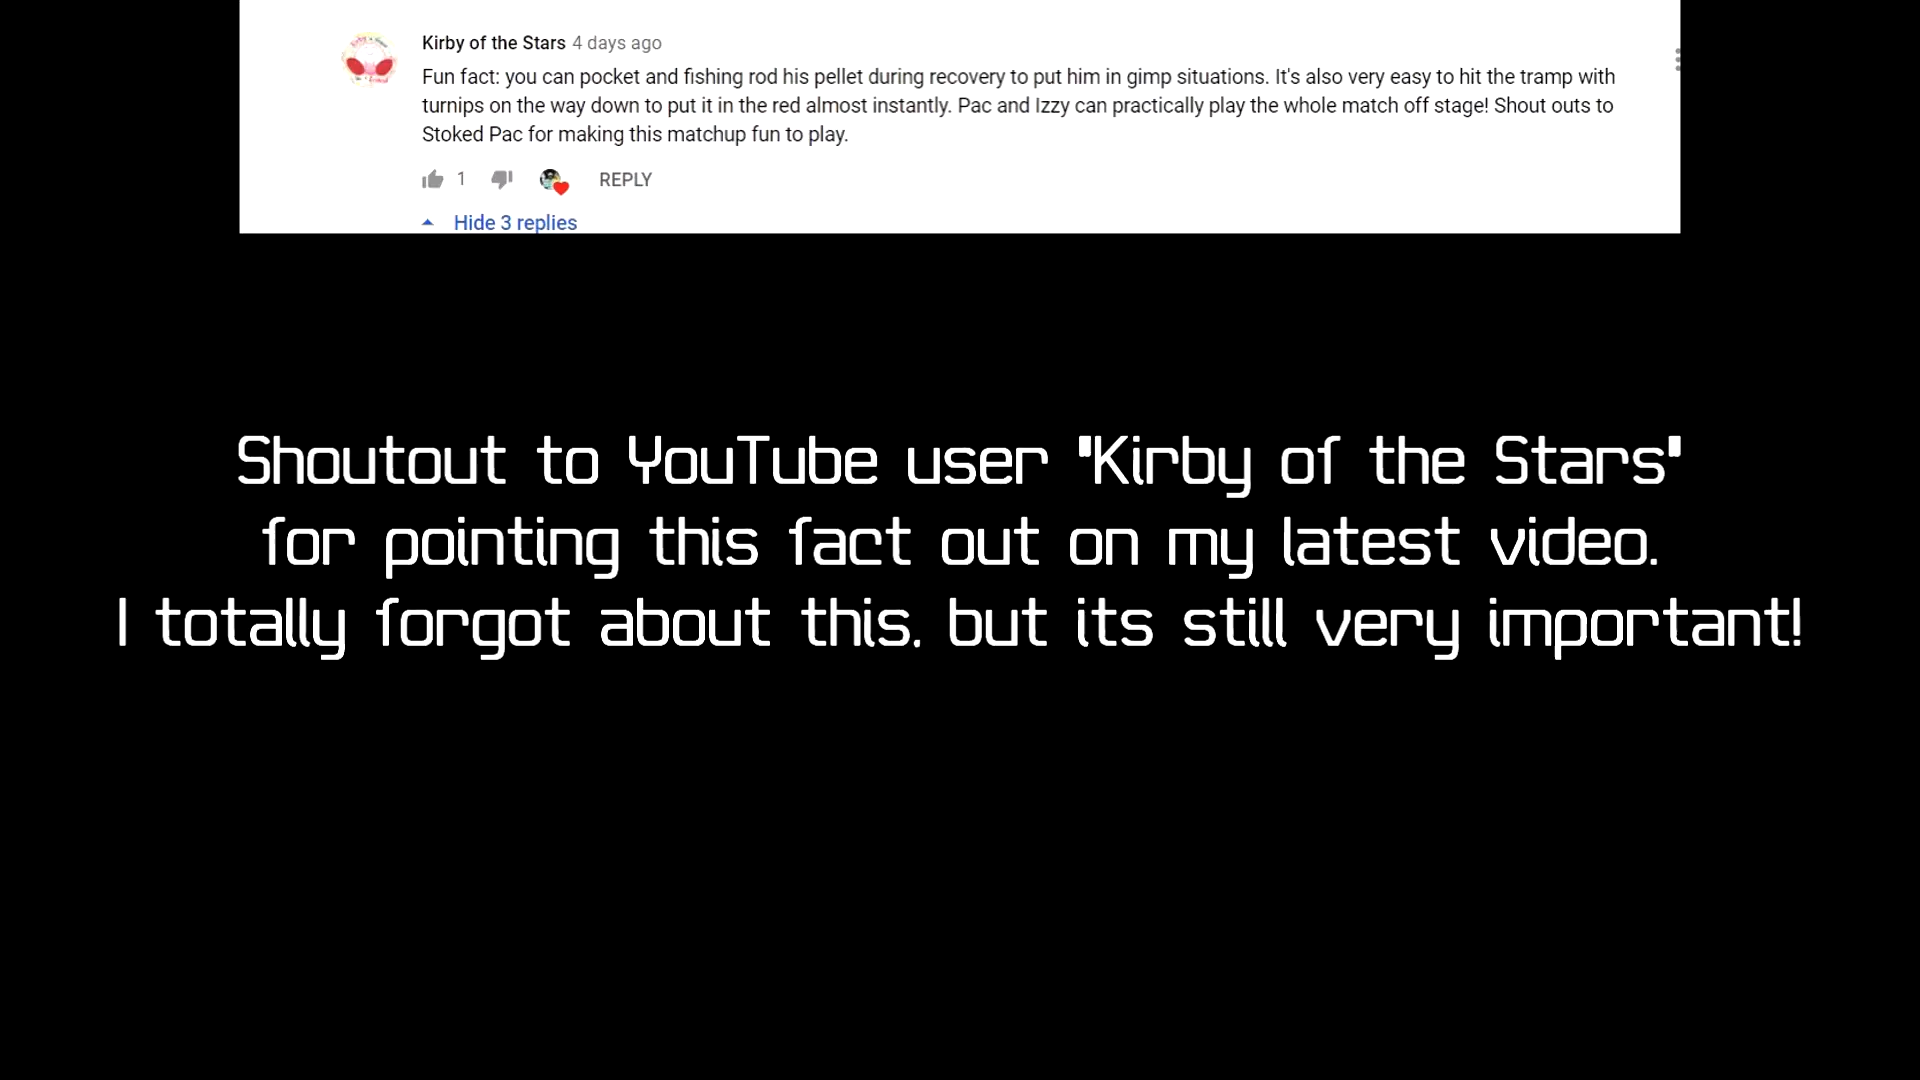 Kirby of the Stars 4 days ago
Fun fact: you can pocket and fishing rod his pellet during recovery to put him in gimp situations. It's also very easy to hit the tramp with
turnips on the way down to put it in the red almost instantly. Pac and Izzy can practically play the whole match off stage! Shout outs to
Stoked Pac for making this matchup fun to play.
1 REPLY
Hide 3 replies
Shoutout to YouTube user "Kirby of the Stars"
for pointing this fact out on my latest video.
I totally forgot about this, but its still very important!